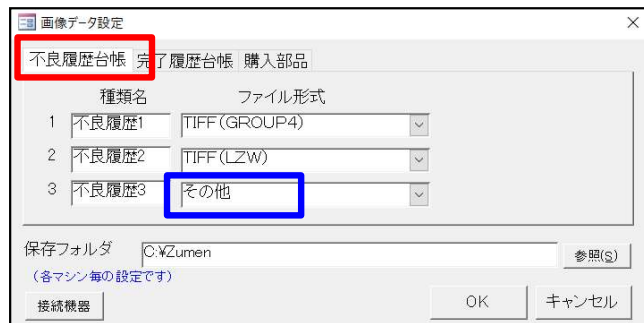 画像データ設定
不良履歴台帳 完了履歴台帳 購入部品
種類名 ファイル形式
1 不良履歴1 TIFF(GROUP4)
2 不良履歴2 TIFF(LZW)
3 不良履歴3 その他
保存フォルダ C:¥Zumen 参照(S)
(各マシン毎の設定です)
接続機器 OK キャンセル